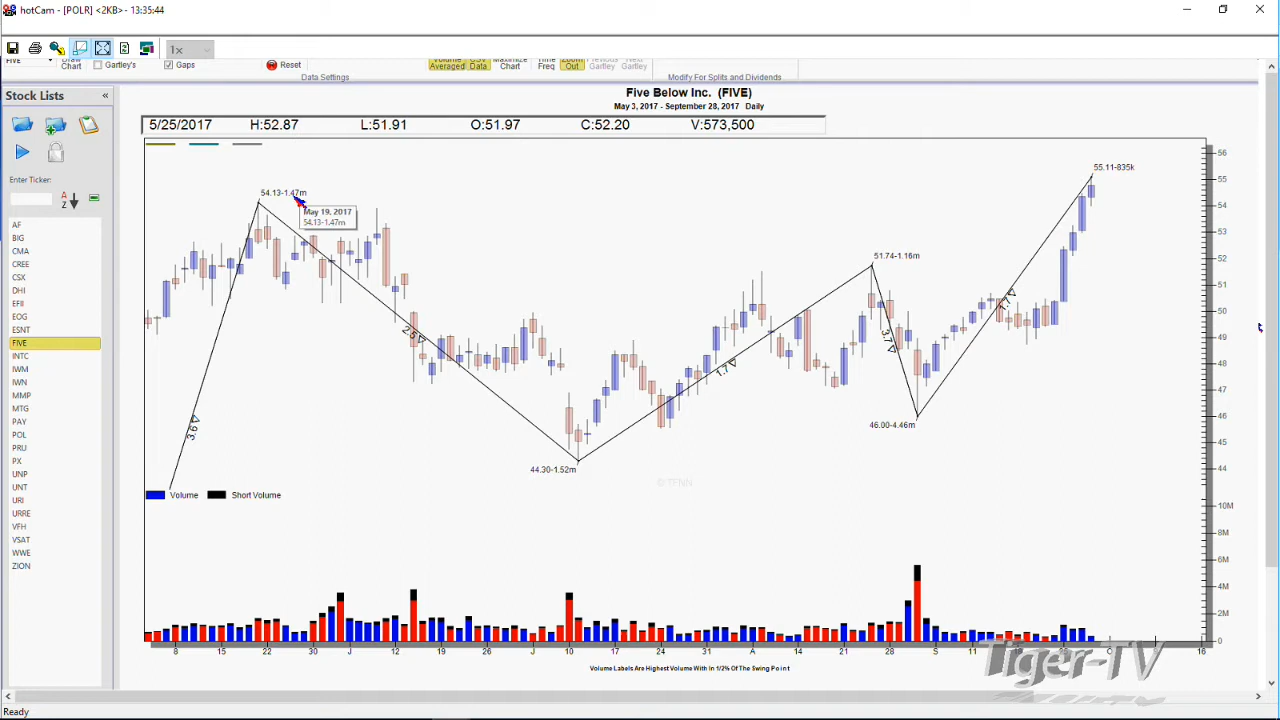 hotCam - [POLR] <2KB> - 13:35:44
1x
FIVE
Draw
Chart
Gartley's
Gaps
Reset
Data Settings
Volume
Averaged
CSV
Data
Maximize
Chart
Time
Freq
Zoom
Out
Previous
Gartley
Next
Gartley
Modify For Splits and Dividends
Stock Lists
«
Enter Ticker:
A
Z
AF
BIG
CMA
CREE
CSX
DHI
EFII
EOG
ESNT
FIVE
INTC
IWM
IWN
MMP
MTG
PAY
POL
PRU
PX
UNP
UNT
URI
URRE
VFH
VSAT
WWE
ZION
Five Below Inc. (FIVE)
May 3, 2017 - September 28, 2017 Daily
5/25/2017 H:52.87 L:51.91 O:51.97 C:52.20 V:573,500
54.13-1.47m
May 19, 2017
54.13-1.47m
55.11-835k
51.74-1.16m
46.00-4.46m
44.30-1.52m
3.6
2.5
1.7
3.7
1.7
56
55
54
53
52
51
50
49
48
47
46
45
44
© TFNN
Volume
Short Volume
10M
8M
6M
4M
2M
0
8 15 22 30 J 12 19 26 J 10 17 24 31 A 14 21 28 S 11 18 25 O 16
Volume Labels Are Highest Volume With In 1/2% Of The Swing Point
Tiger-TV
Ready